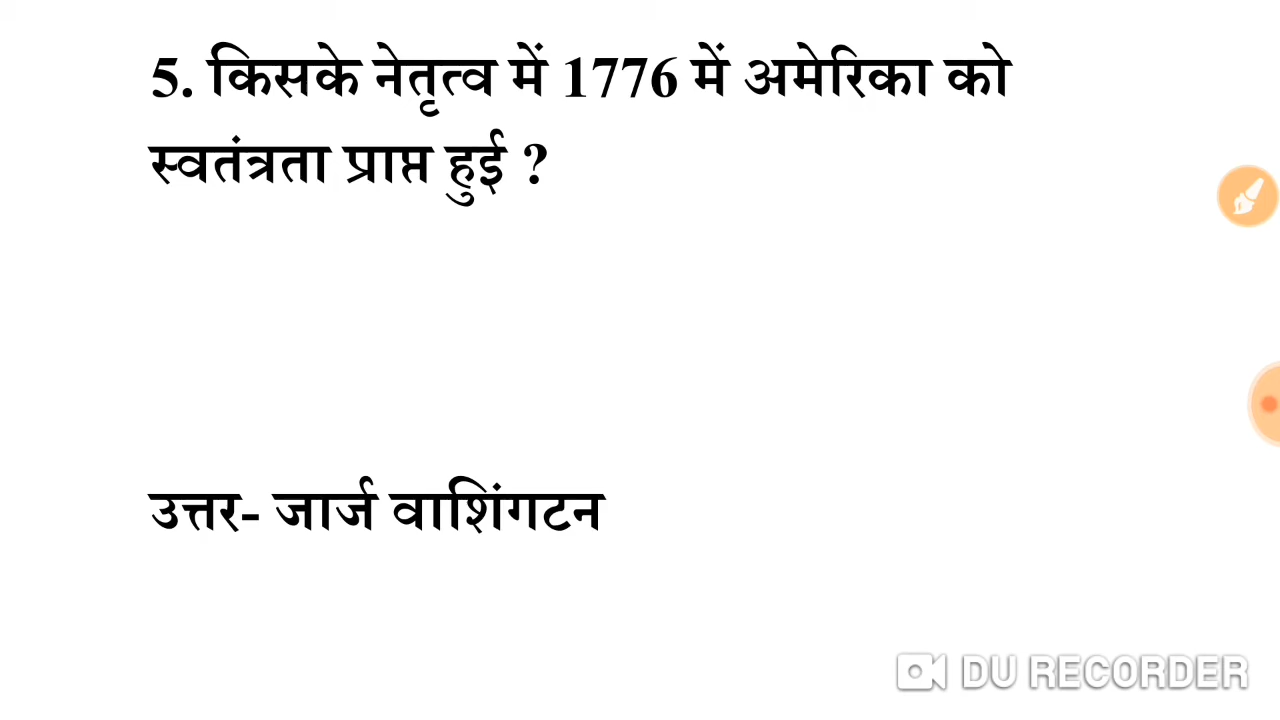 5. किसके नेतृत्व में 1776 में अमेरिका को
स्वतंत्रता प्राप्त हुई ?
उत्तर- जार्ज वाशिंगटन
DU RECORDER